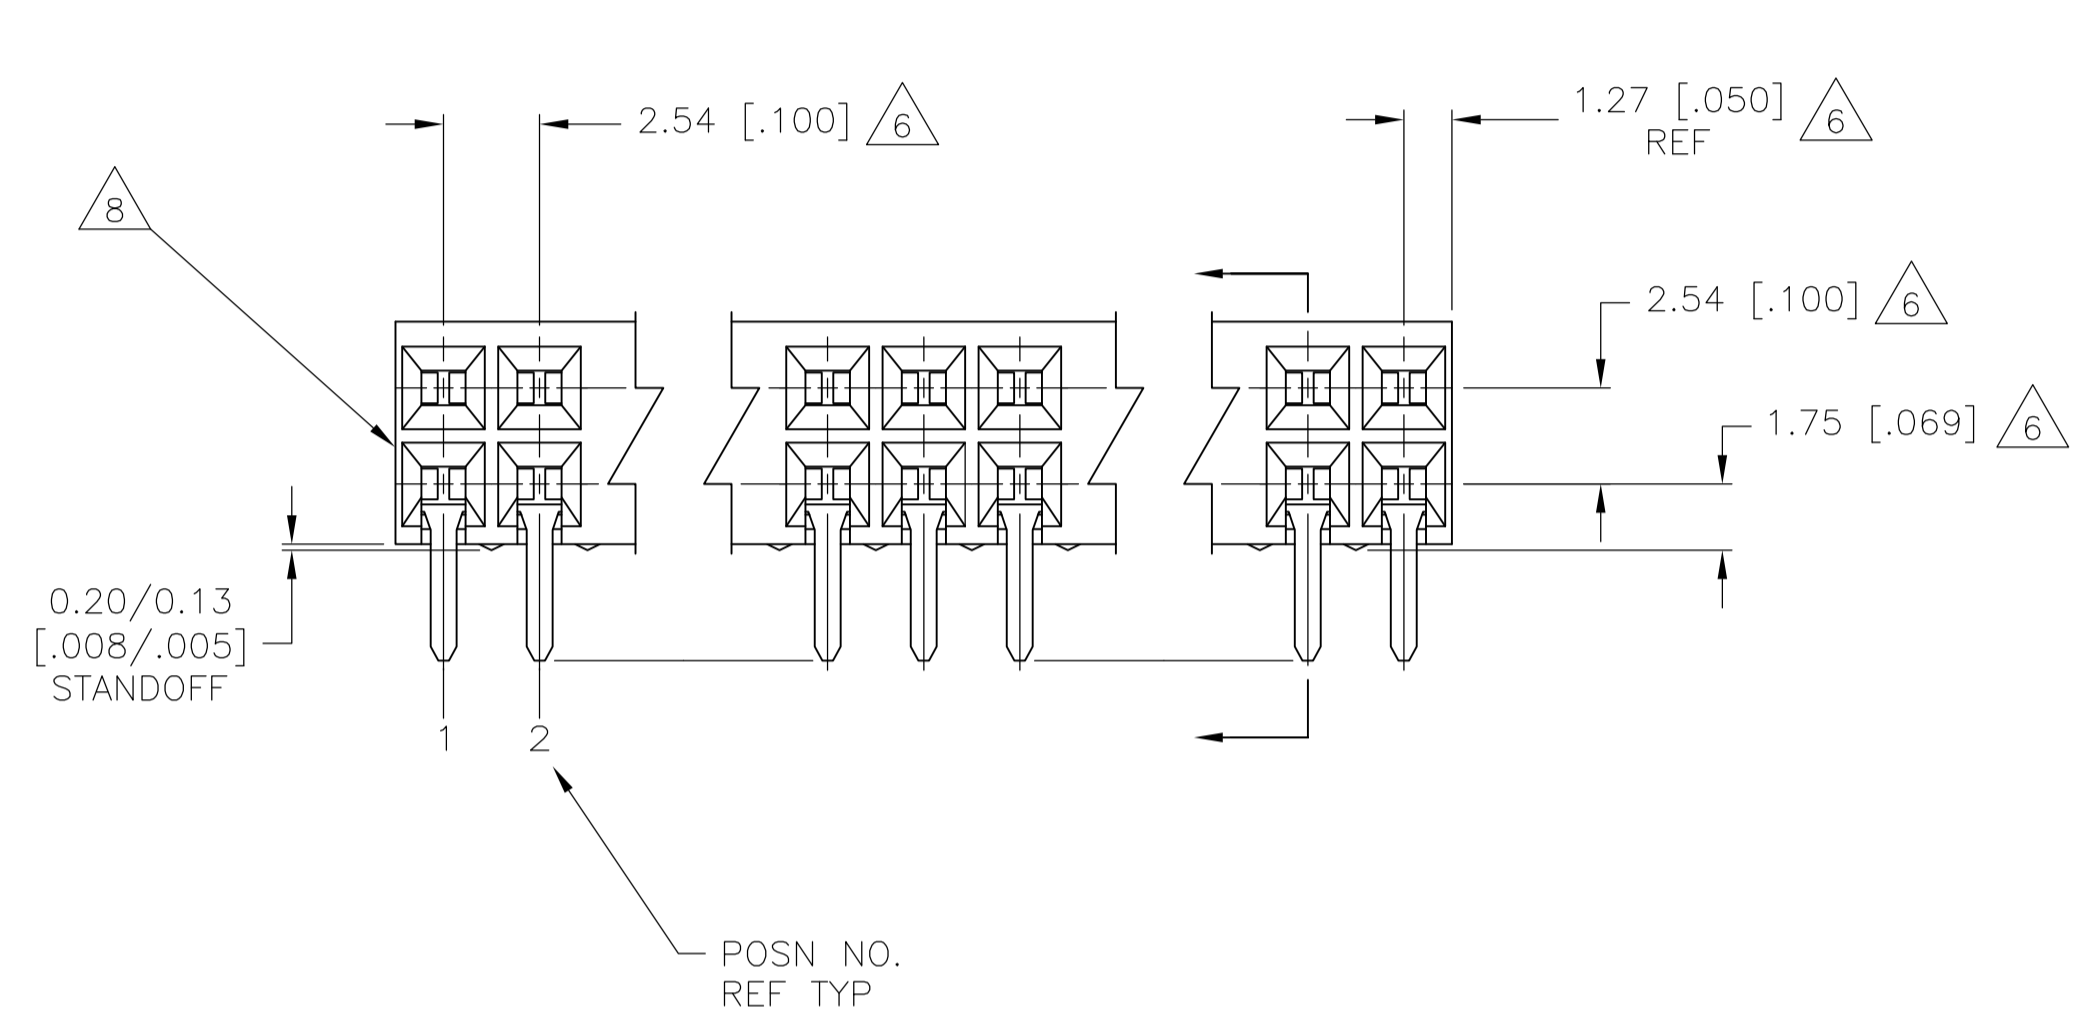 2.54 [.100] 6
1.27 [.050] 6
REF
8
2.54 [.100] 6
1.75 [.069] 6
0.20/0.13
[.008/.005]
STANDOFF
1 2
POSN NO.
REF TYP